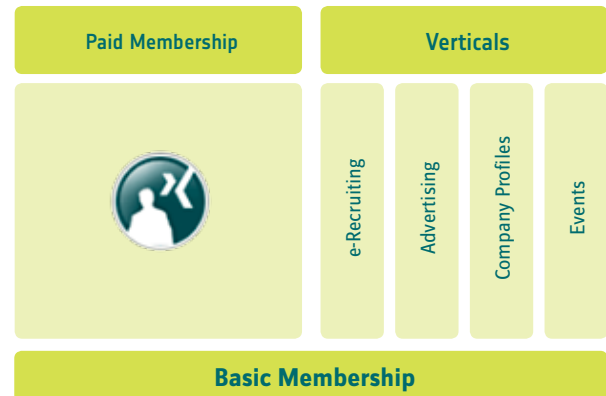 Paid Membership
Verticals
e-Recruiting
Advertising
Company Profiles
Events
Basic Membership